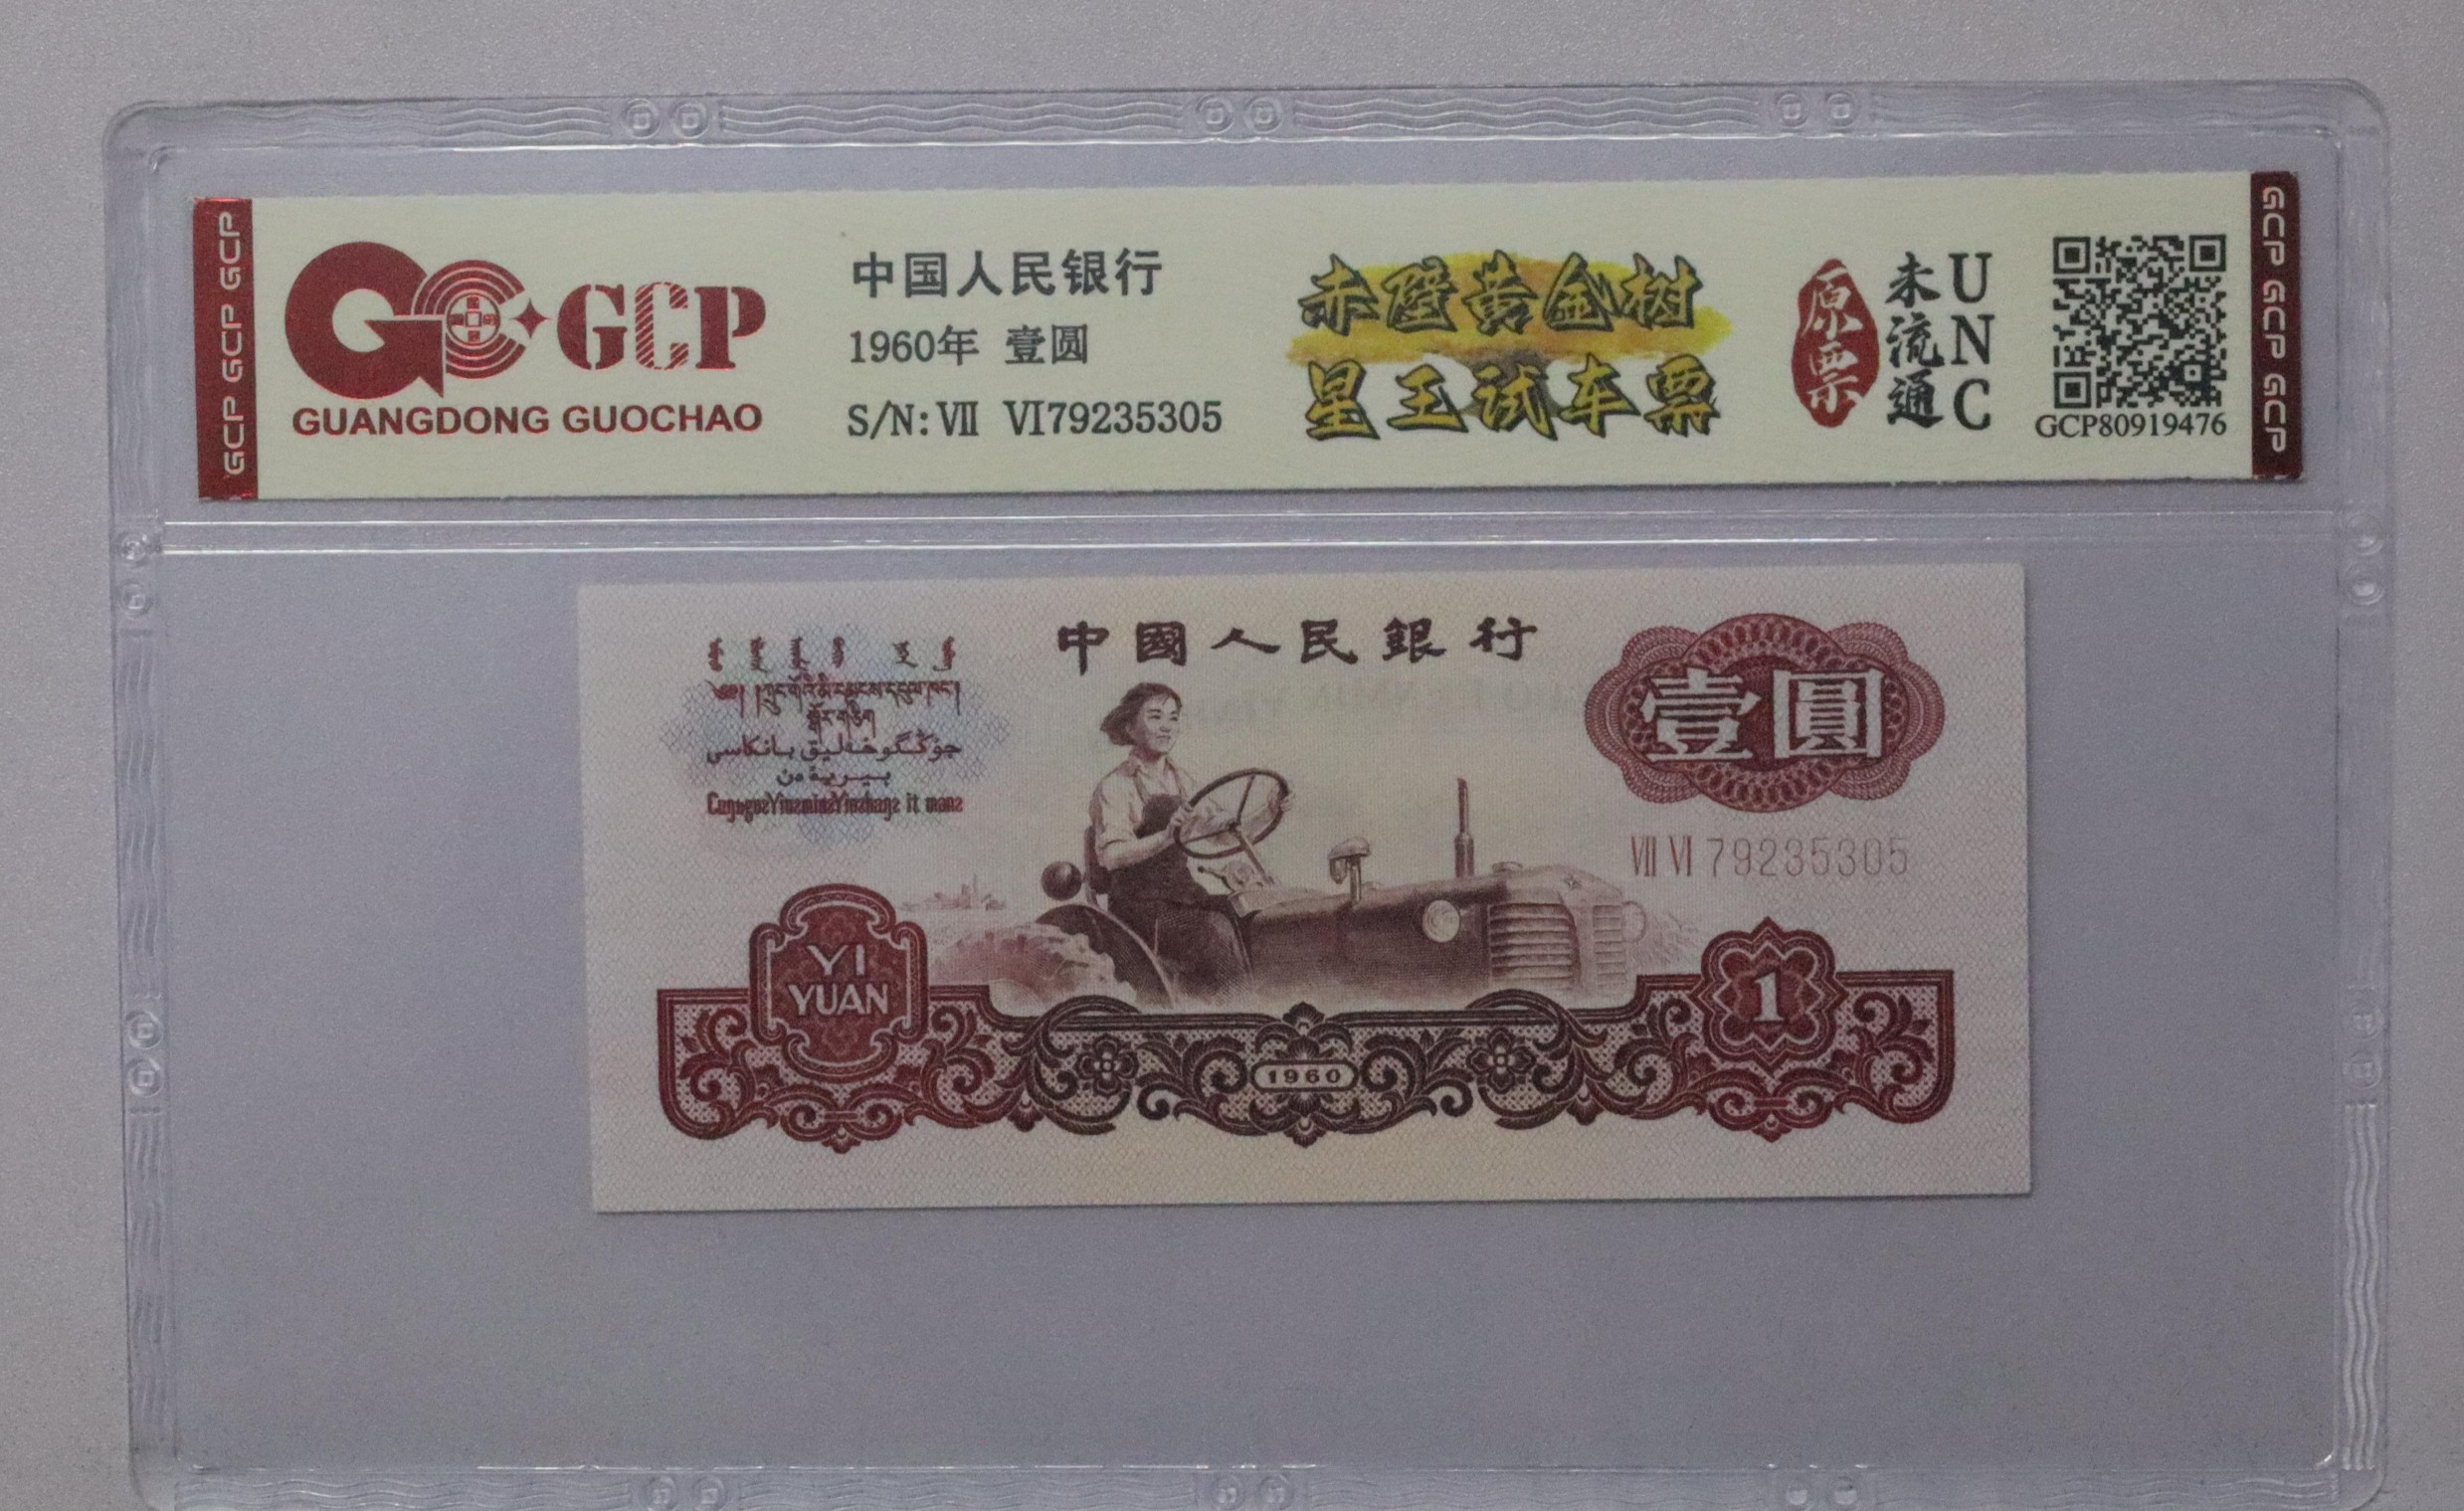 GCP GCP GCP
GCP
GUANGDONG GUOCHAO
中国人民银行
1960年 壹圆
S/N: Ⅶ Ⅵ79235305
赤壁黄金树
星王试车票
原票
未流通
UNC
GCP80919476
GCP GCP GCP
中國人民銀行
壹圓
Ⅶ Ⅵ 79235305
YI
YUAN
1960
1